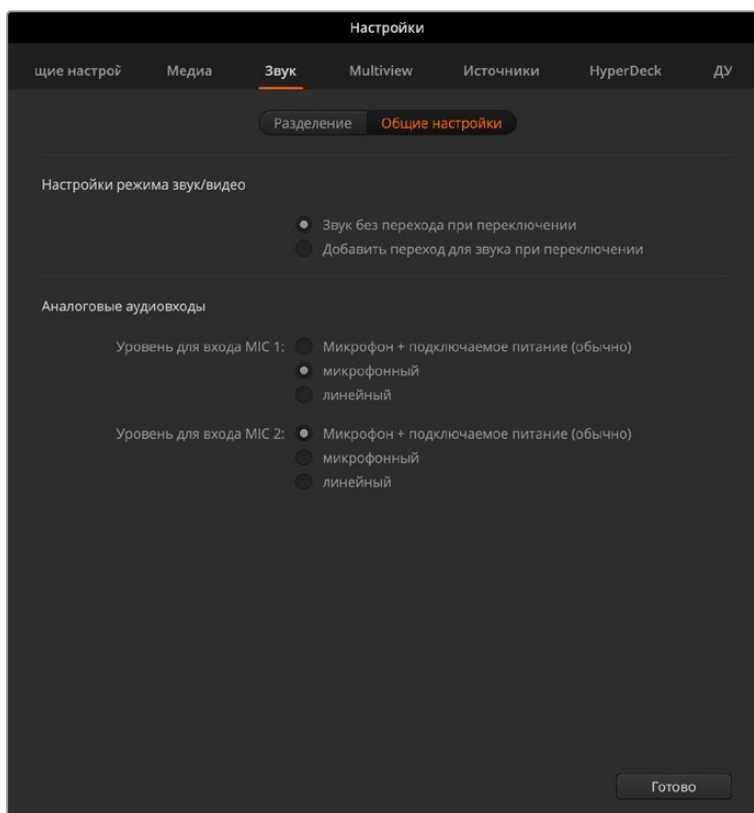 Настройки
щие настрой Медиа Звук Multiview Источники HyperDeck ДУ
Разделение Общие настройки
Настройки режима звук/видео
Звук без перехода при переключении
Добавить переход для звука при переключении
Аналоговые аудиовходы
Уровень для входа MIC 1: Микрофон + подключаемое питание (обычно)
микрофонный
линейный
Уровень для входа MIC 2: Микрофон + подключаемое питание (обычно)
микрофонный
линейный
Готово